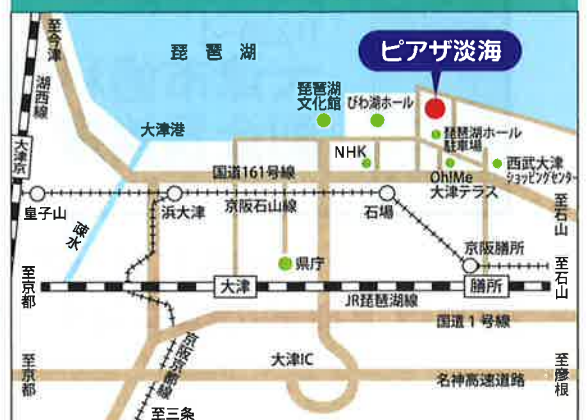 至今津
湖西線
琵琶湖
ピアザ淡海
琵琶湖
文化館
びわ湖ホール
大津港
琵琶湖ホール
駐車場
NHK
西武大津
ショッピングセンター
Oh!Me
大津テラス
大津京
国道161号線
皇子山
浜大津
京阪石山線
石場
至石山
疎水
京阪膳所
県庁
至京都
大津
膳所
至石山
JR琵琶湖線
国道1号線
京阪京都線
大津IC
至京都
名神高速道路
至彦根
至三条